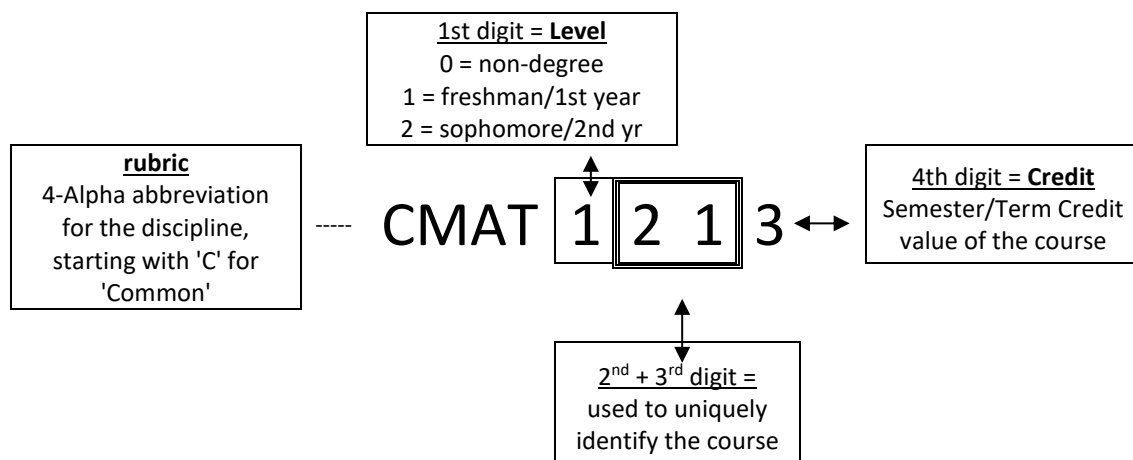 1st digit = Level
0 = non-degree
1 = freshman/1st year
2 = sophomore/2nd yr
rubric
4-Alpha abbreviation
for the discipline,
starting with 'C' for
'Common'
----- CMAT 1 2 1 3
4th digit = Credit
Semester/Term Credit
value of the course
2nd + 3rd digit =
used to uniquely
identify the course